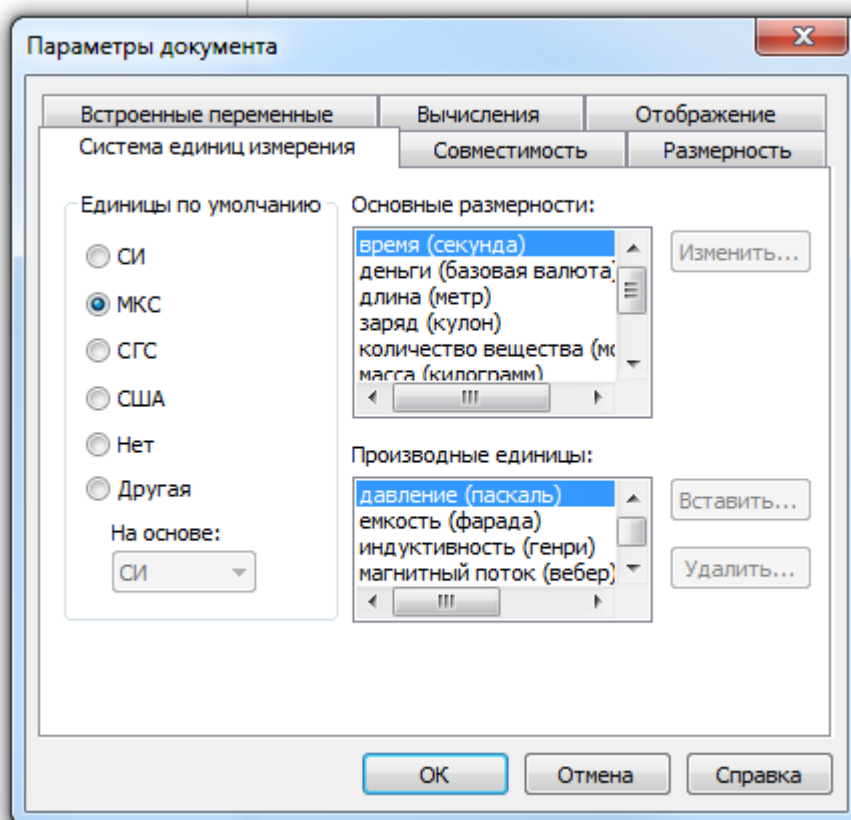 Параметры документа
Встроенные переменные
Вычисления
Отображение
Система единиц измерения
Совместимость
Размерность
Единицы по умолчанию
СИ
МКС
СГС
США
Нет
Другая
На основе:
СИ
Основные размерности:
время (секунда)
деньги (базовая валюта)
длина (метр)
заряд (кулон)
количество вещества (мо
масса (килограмм)
Изменить...
Производные единицы:
давление (паскаль)
емкость (фарада)
индуктивность (генри)
магнитный поток (вебер)
Вставить...
Удалить...
ОК
Отмена
Справка